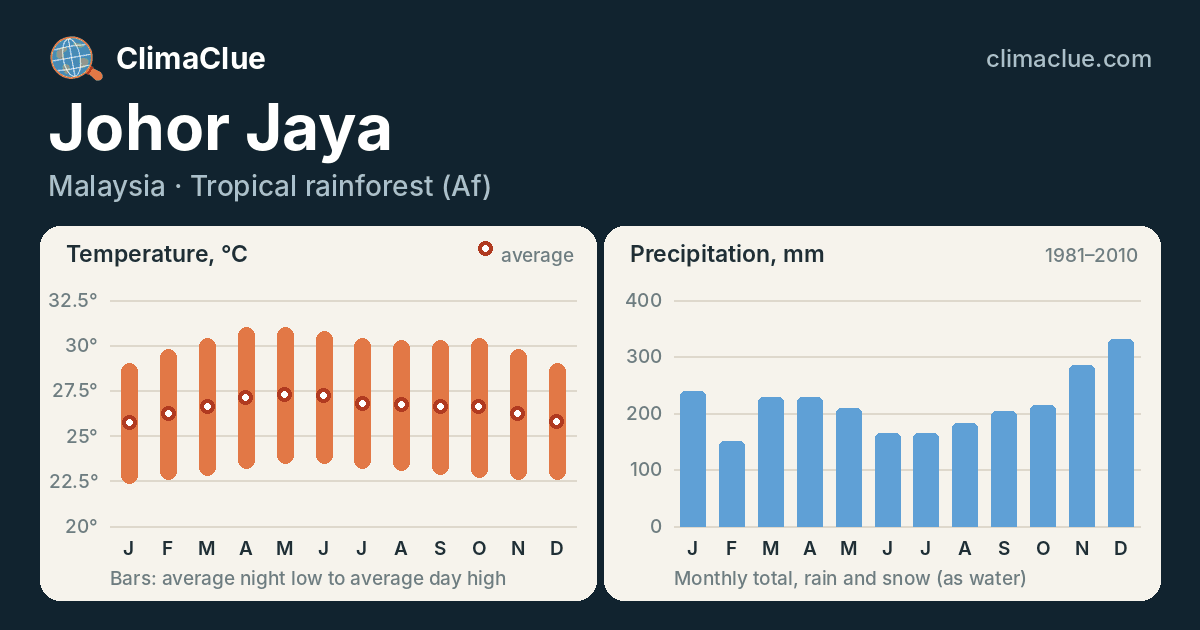 ClimaClue
climaclue.com
Johor Jaya
Malaysia · Tropical rainforest (Af)
Temperature, °C
average
32.5°
30°
27.5°
25°
22.5°
20°
J F M A M J J A S O N D
Bars: average night low to average day high
Precipitation, mm
1981–2010
400
300
200
100
0
J F M A M J J A S O N D
Monthly total, rain and snow (as water)